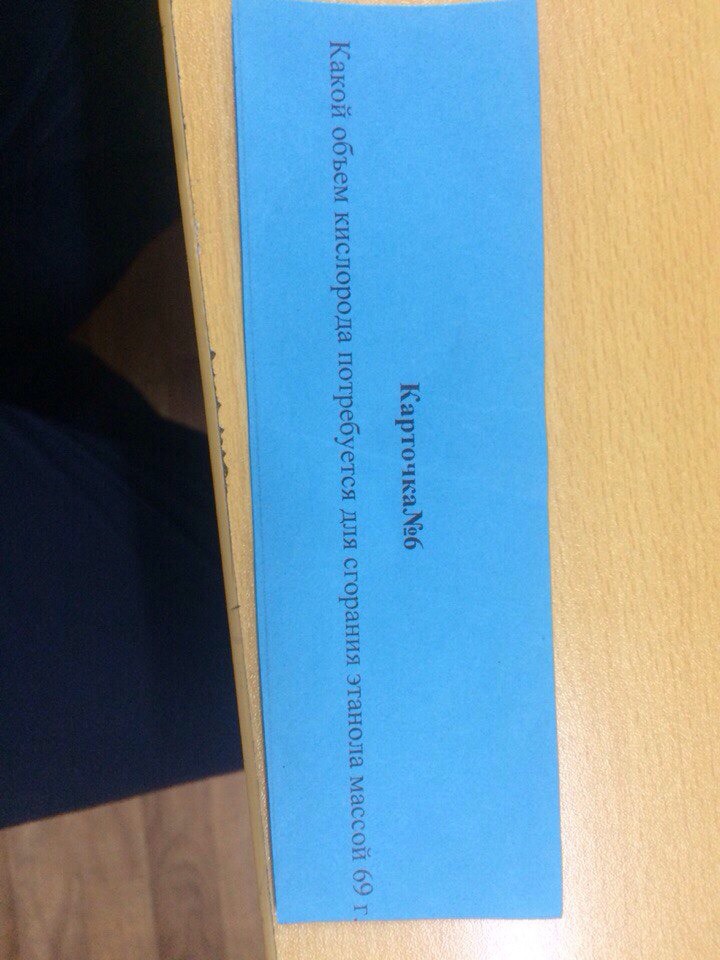 Карточка№6
Какой объем кислорода потребуется для сгорания этанола массой 69 г.